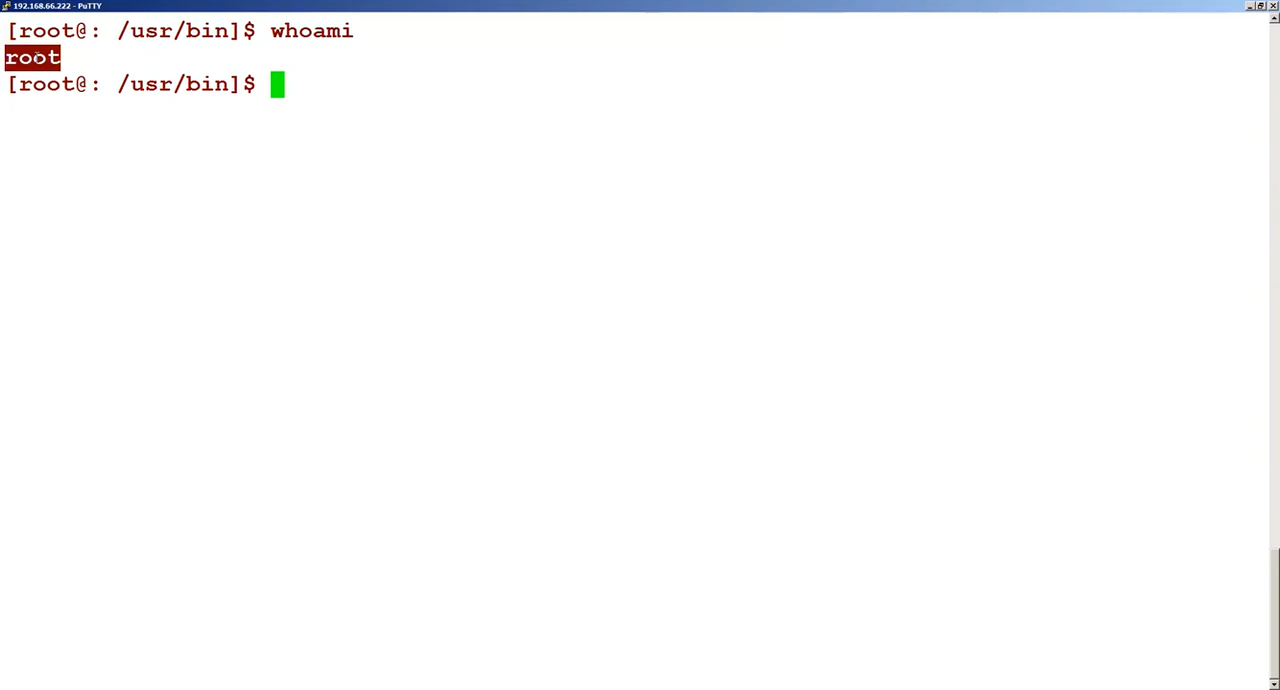 192.168.66.222 - PuTTY
[root@: /usr/bin]$ whoami
root
[root@: /usr/bin]$